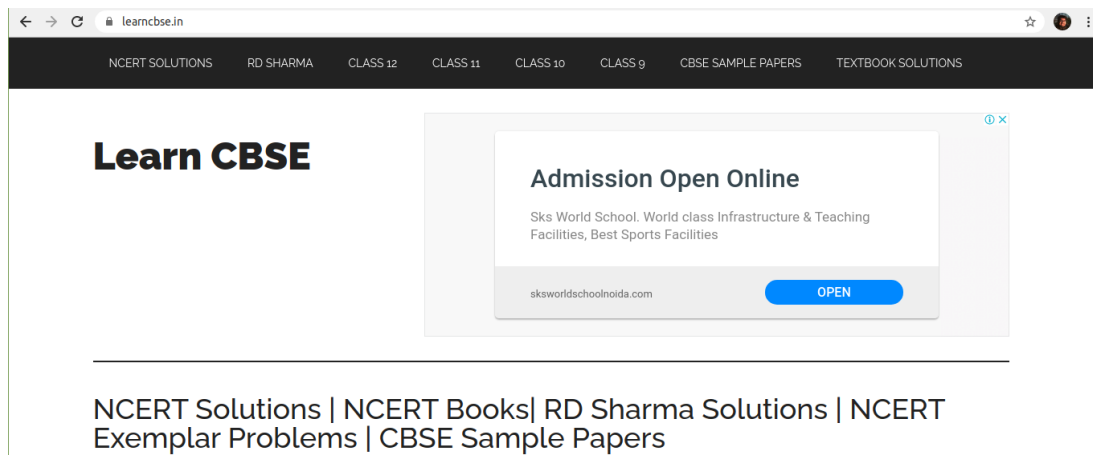 learncbse.in
NCERT SOLUTIONS RD SHARMA CLASS 12 CLASS 11 CLASS 10 CLASS 9 CBSE SAMPLE PAPERS TEXTBOOK SOLUTIONS
Learn CBSE
Admission Open Online
Sks World School. World class Infrastructure & Teaching
Facilities, Best Sports Facilities
sksworldschoolnoida.com OPEN
NCERT Solutions | NCERT Books| RD Sharma Solutions | NCERT
Exemplar Problems | CBSE Sample Papers